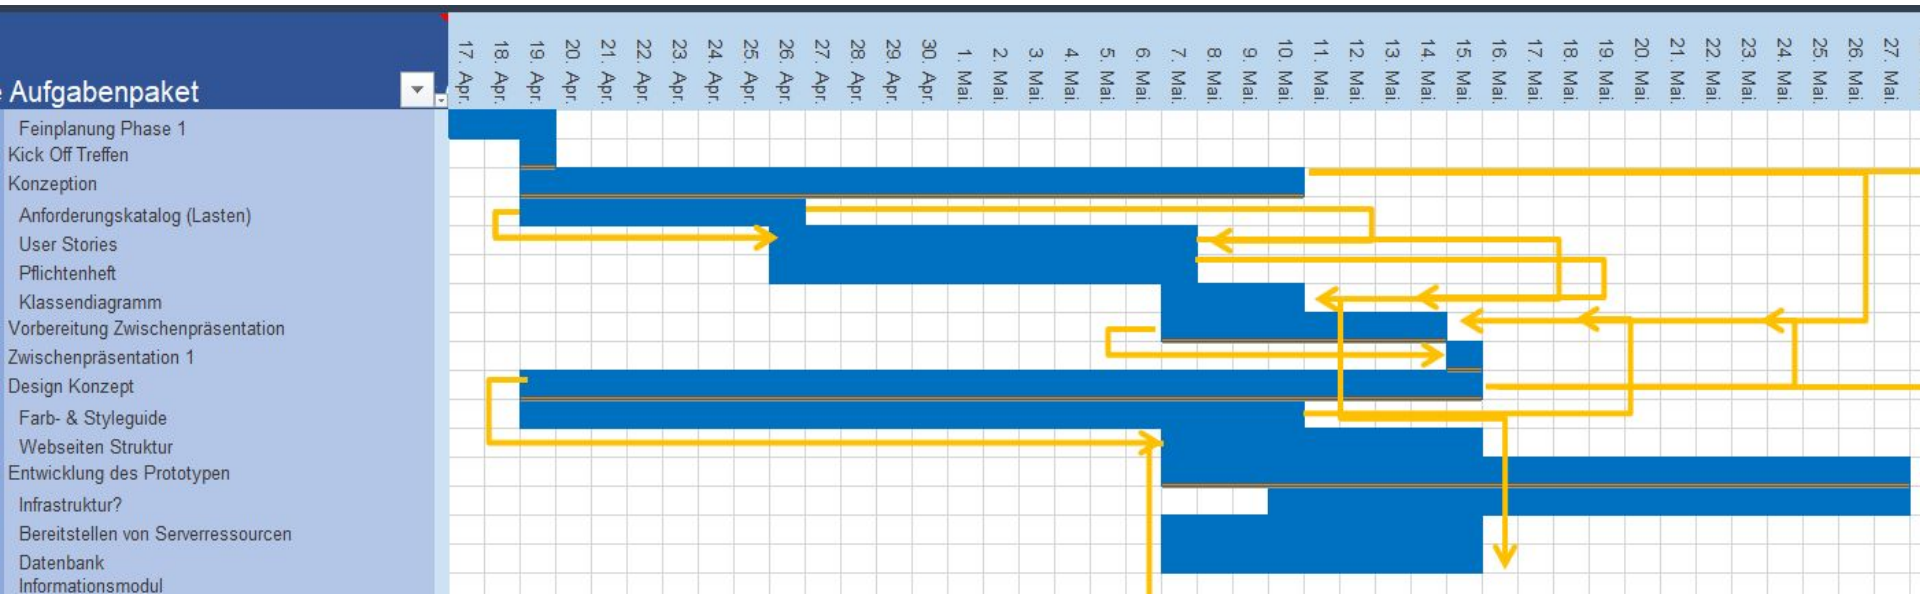 e Aufgabenpaket
17. Apr.
18. Apr.
19. Apr.
20. Apr.
21. Apr.
22. Apr.
23. Apr.
24. Apr.
25. Apr.
26. Apr.
27. Apr.
28. Apr.
29. Apr.
30. Apr.
1. Mai.
2. Mai.
3. Mai.
4. Mai.
5. Mai.
6. Mai.
7. Mai.
8. Mai.
9. Mai.
10. Mai.
11. Mai.
12. Mai.
13. Mai.
14. Mai.
15. Mai.
16. Mai.
17. Mai.
18. Mai.
19. Mai.
20. Mai.
21. Mai.
22. Mai.
23. Mai.
24. Mai.
25. Mai.
26. Mai.
27. Mai.
Feinplanung Phase 1
Kick Off Treffen
Konzeption
Anforderungskatalog (Lasten)
User Stories
Pflichtenheft
Klassendiagramm
Vorbereitung Zwischenpräsentation
Zwischenpräsentation 1
Design Konzept
Farb- & Styleguide
Webseiten Struktur
Entwicklung des Prototypen
Infrastruktur?
Bereitstellen von Serverressourcen
Datenbank
Informationsmodul